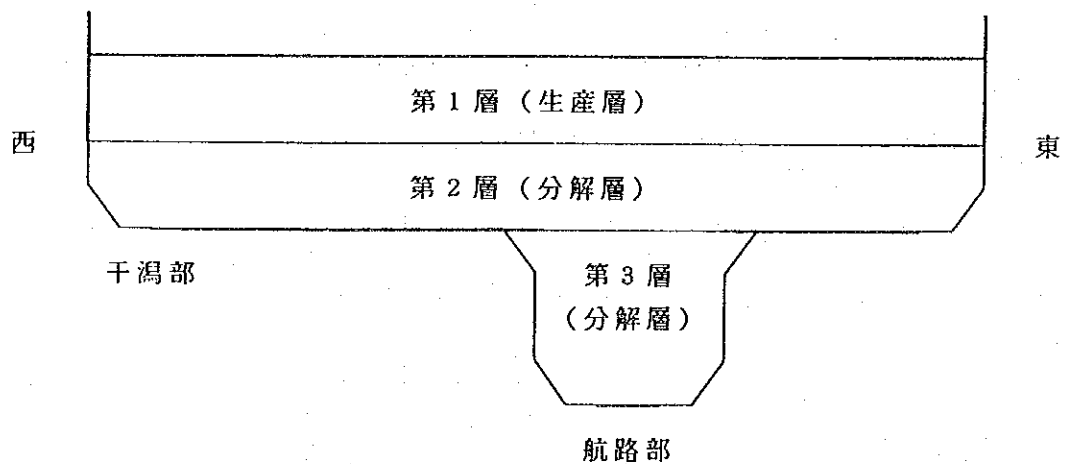 第1層（生産層）
西
東
第2層（分解層）
干潟部
第3層
（分解層）
航路部